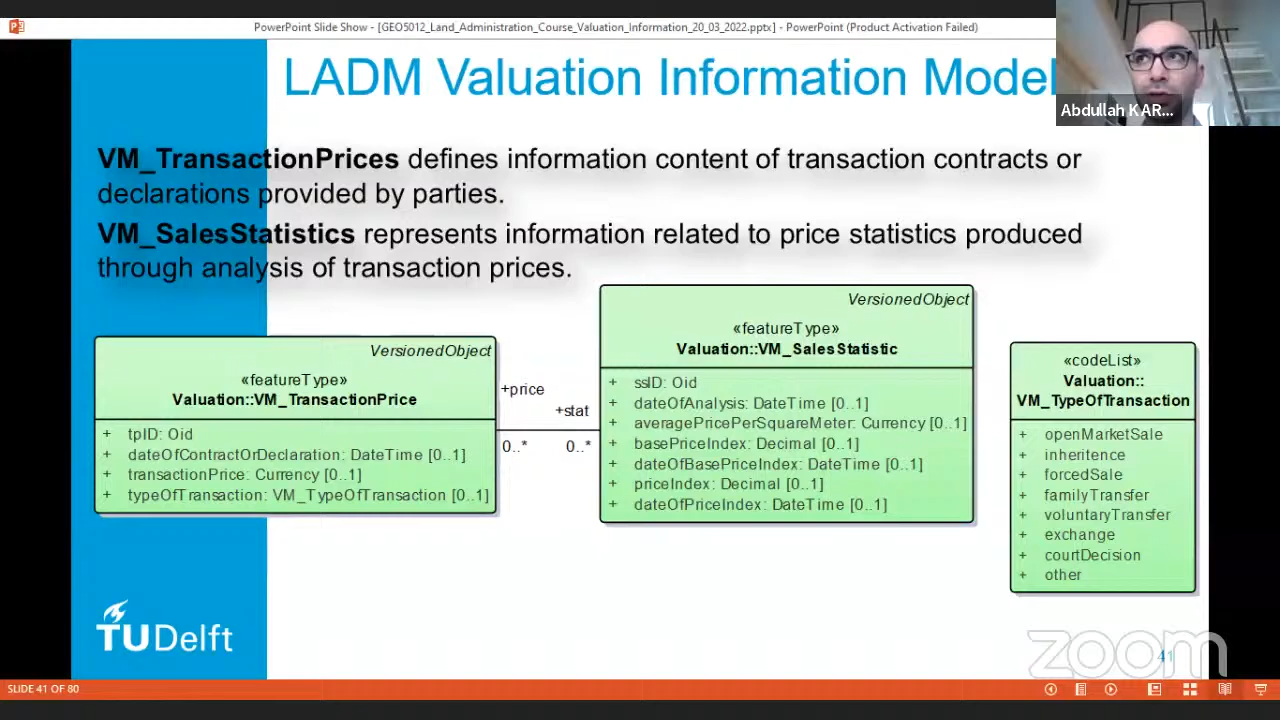 PowerPoint Slide Show - [GEO5012_Land_Administration_Course_Valuation_Information_20_03_2022.pptx] - PowerPoint (Product Activation Failed)
LADM Valuation Information Model
Abdullah KAR...
VM_TransactionPrices defines information content of transaction contracts or
declarations provided by parties.
VM_SalesStatistics represents information related to price statistics produced
through analysis of transaction prices.
VersionedObject
«featureType»
Valuation::VM_TransactionPrice
+ tpID: Oid
+ dateOfContractOrDeclaration: DateTime [0..1]
+ transactionPrice: Currency [0..1]
+ typeOfTransaction: VM_TypeOfTransaction [0..1]
+price
+stat
0..*
0..*
VersionedObject
«featureType»
Valuation::VM_SalesStatistic
+ ssID: Oid
+ dateOfAnalysis: DateTime [0..1]
+ averagePricePerSquareMeter: Currency [0..1]
+ basePriceIndex: Decimal [0..1]
+ dateOfBasePriceIndex: DateTime [0..1]
+ priceIndex: Decimal [0..1]
+ dateOfPriceIndex: DateTime [0..1]
«codeList»
Valuation::
VM_TypeOfTransaction
+ openMarketSale
+ inheritence
+ forcedSale
+ familyTransfer
+ voluntaryTransfer
+ exchange
+ courtDecision
+ other
TUDelft
zoom
41
SLIDE 41 OF 80